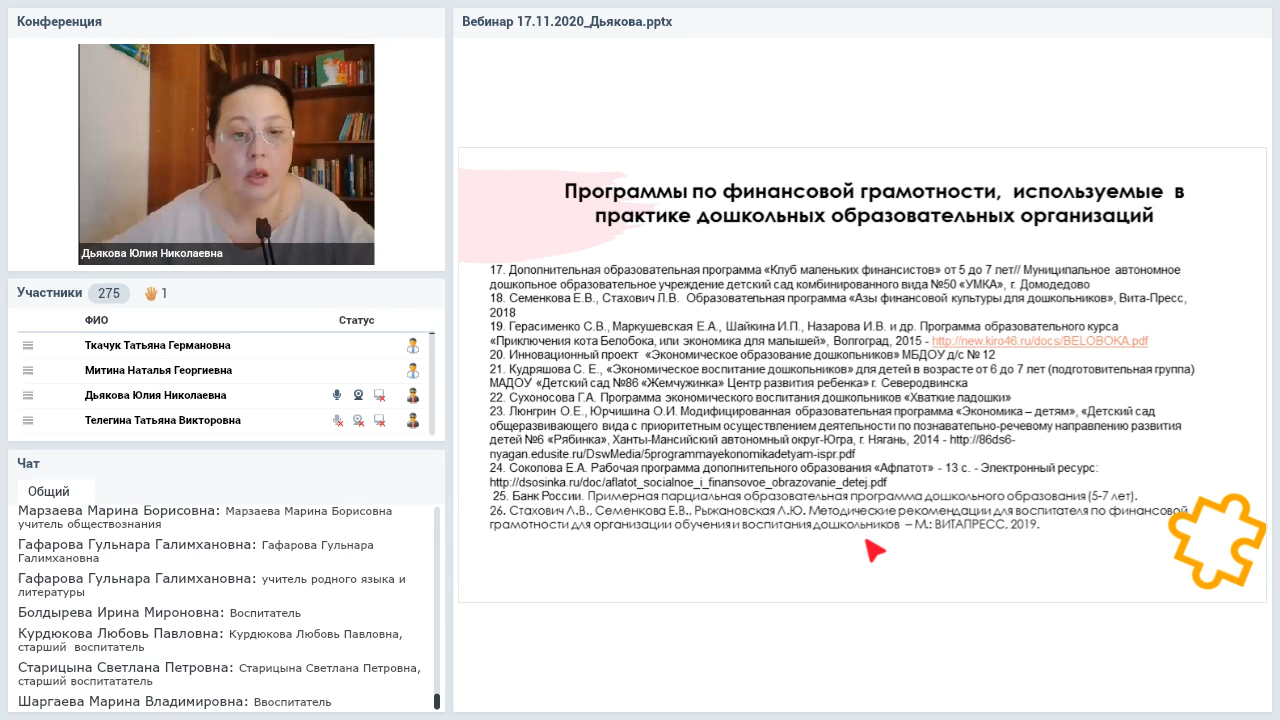 Конференция
Дьякова Юлия Николаевна
Участники 275 1
ФИО Статус
Ткачук Татьяна Германовна
Митина Наталья Георгиевна
Дьякова Юлия Николаевна
Телегина Татьяна Викторовна
Чат
Общий
Марзаева Марина Борисовна: Марзаева Марина Борисовна
учитель обществознания
Гафарова Гульнара Галимхановна: Гафарова Гульнара
Галимхановна
Гафарова Гульнара Галимхановна: учитель родного языка и
литературы
Болдырева Ирина Мироновна: Воспитатель
Курдюкова Любовь Павловна: Курдюкова Любовь Павловна,
старший воспитатель
Старицына Светлана Петровна: Старицына Светлана Петровна,
старший воспитататель
Шаргаева Марина Владимировна: Ввоспитатель
Вебинар 17.11.2020_Дьякова.pptx
Программы по финансовой грамотности, используемые в
практике дошкольных образовательных организаций
17. Дополнительная образовательная программа «Клуб маленьких финансистов» от 5 до 7 лет// Муниципальное автономное
дошкольное образовательное учреждение детский сад комбинированного вида №50 «УМКА», г. Домодедово
18. Семенкова Е.В., Стахович Л.В. Образовательная программа «Азы финансовой культуры для дошкольников», Вита-Пресс,
2018
19. Герасименко С.В., Маркушевская Е.А., Шайкина И.П., Назарова И.В. и др. Программа образовательного курса
«Приключения кота Белобока, или экономика для малышей», Волгоград, 2015 - http://new.kiro46.ru/docs/BELOBOKA.pdf
20. Инновационный проект «Экономическое образование дошкольников» МБДОУ д/с № 12
21. Кудряшова С. Е., «Экономическое воспитание дошкольников» для детей в возрасте от 6 до 7 лет (подготовительная группа)
МАДОУ «Детский сад №86 «Жемчужинка» Центр развития ребенка» г. Северодвинска
22. Сухоносова Г.А. Программа экономического воспитания дошкольников «Хваткие ладошки»
23. Люнгрин О.Е., Юрчишина О.И. Модифицированная образовательная программа «Экономика – детям», «Детский сад
общеразвивающего вида с приоритетным осуществлением деятельности по познавательно-речевому направлению развития
детей №6 «Рябинка», Ханты-Мансийский автономный округ-Югра, г. Нягань, 2014 - http://86ds6-
nyagan.edusite.ru/DswMedia/5programmayekonomikadetyam-ispr.pdf
24. Соколова Е.А. Рабочая программа дополнительного образования «Афлатот» - 13 с. - Электронный ресурс:
http://dsosinka.ru/doc/aflatot_socialnoe_i_finansovoe_obrazovanie_detej.pdf
25. Банк России. Примерная парциальная образовательная программа дошкольного образования (5-7 лет).
26. Стахович Л.В., Семенкова Е.В., Рыжановская Л.Ю. Методические рекомендации для воспитателя по финансовой
грамотности для организации обучения и воспитания дошкольников – М.: ВИТАПРЕСС, 2019.